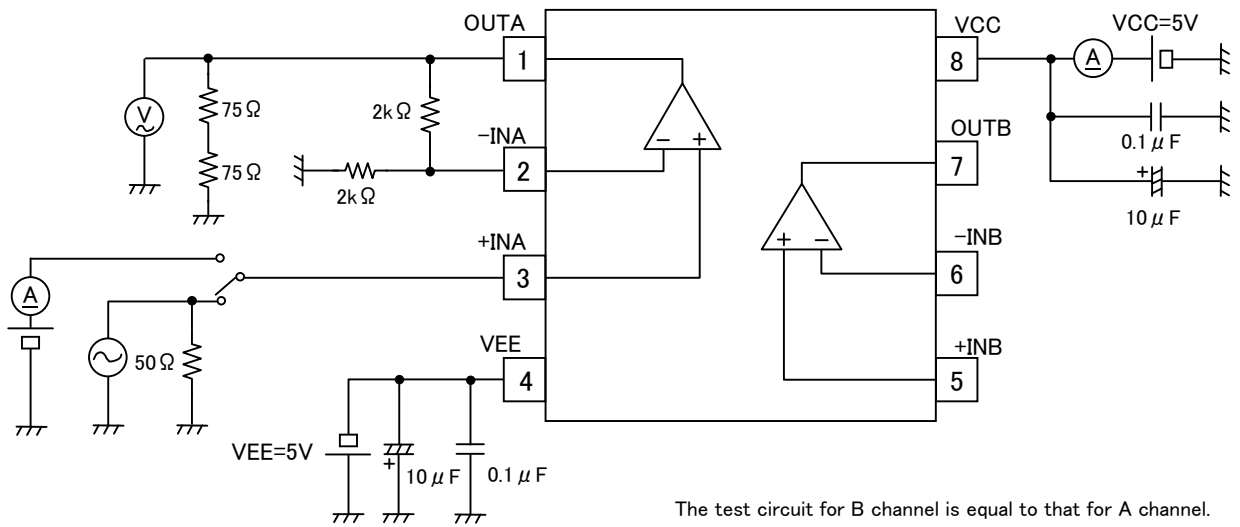 OUTA
1
−INA
2
+INA
3
VEE
4
VCC
8
OUTB
7
−INB
6
+INB
5
V
75Ω
75Ω
2kΩ
2kΩ
A
50Ω
VEE=5V
+
10μF
0.1μF
− +
+ −
A
VCC=5V
0.1μF
+
10μF
The test circuit for B channel is equal to that for A channel.